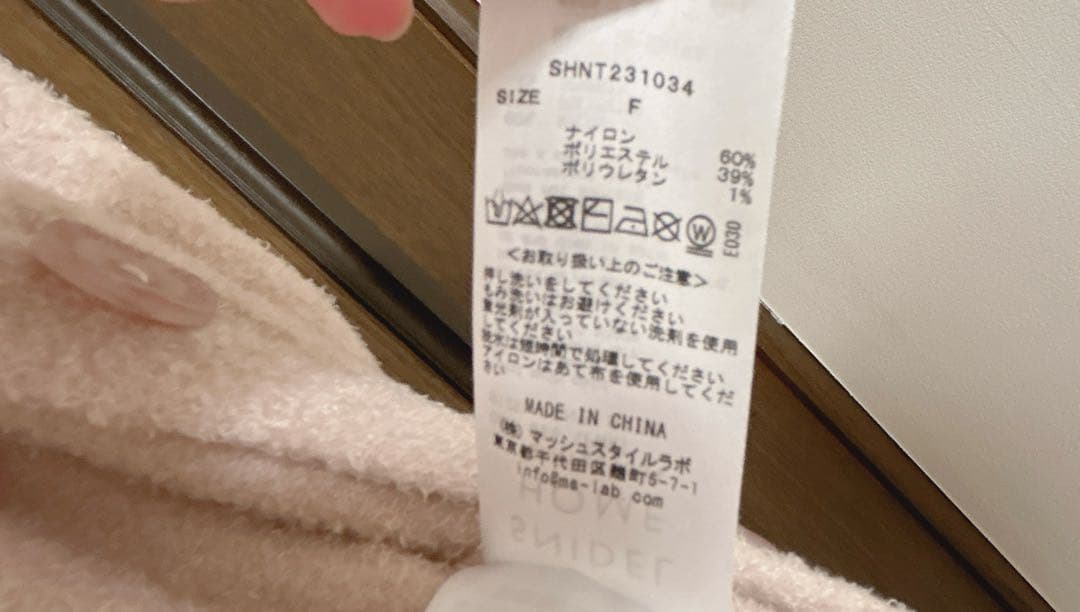 SHNT231034
SIZE F
ナイロン 60%
ポリエステル 39%
ポリウレタン 1%
W
E030
<お取り扱い上のご注意>
押し洗いをしてください
もみ洗いはお避けください
蛍光剤が入っていない洗剤を使用
してください
脱水は短時間で処理してください
アイロンはあて布を使用してくだ
さい
MADE IN CHINA
(株)マッシュスタイルラボ
東京都千代田区麹町5-7-1
info@ms-lab.com
SNIDEL
HOME